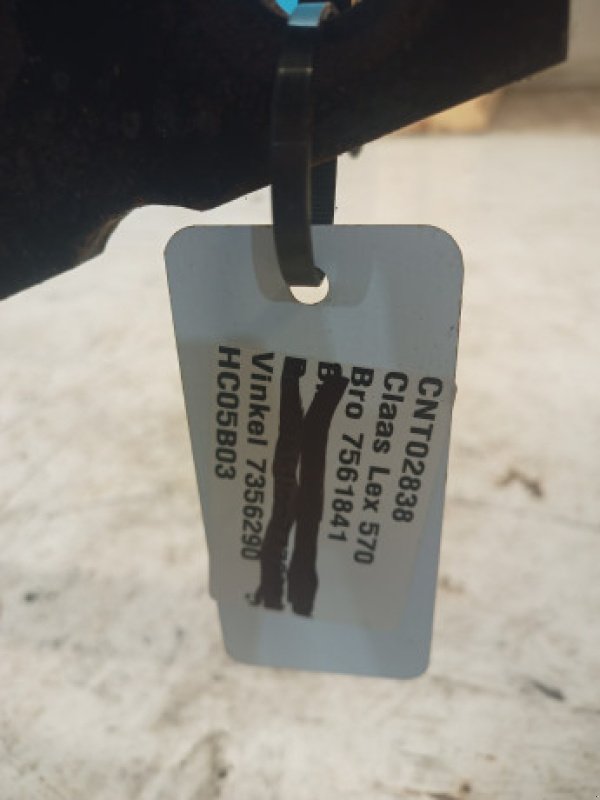 CNT02838
Claas Lex 570
Bro 7561841
Vinkel 7356290
HC05B03